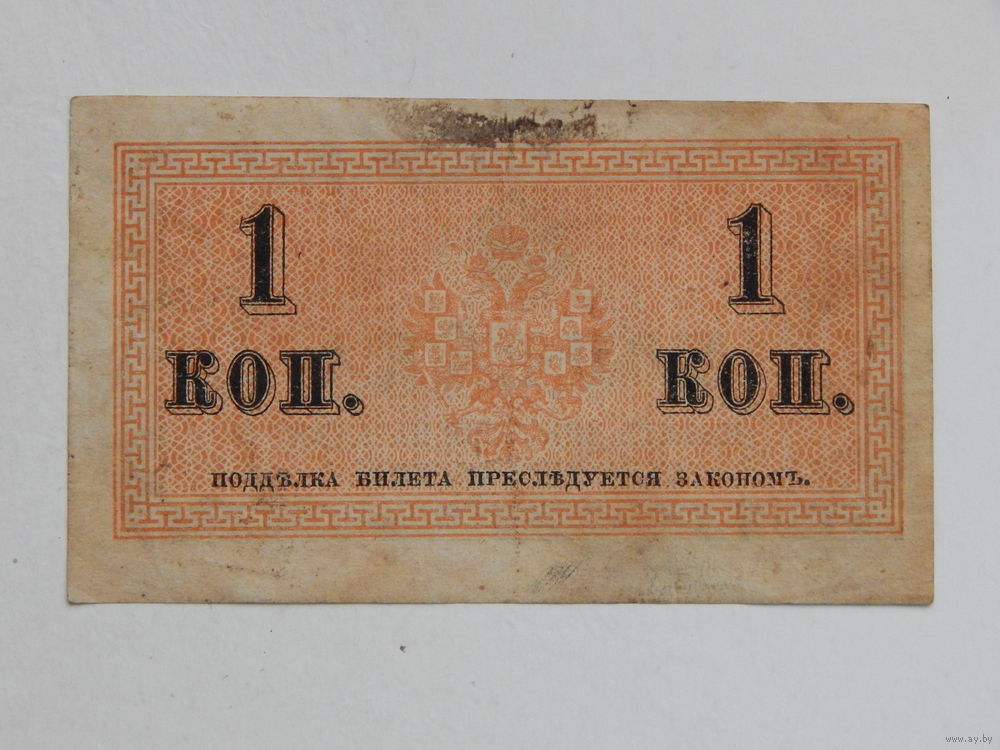 1 1
КОП. КОП.
ПОДДѢЛКА БИЛЕТА ПРЕСЛѢДУЕТСЯ ЗАКОНОМЪ.
www.ay.by